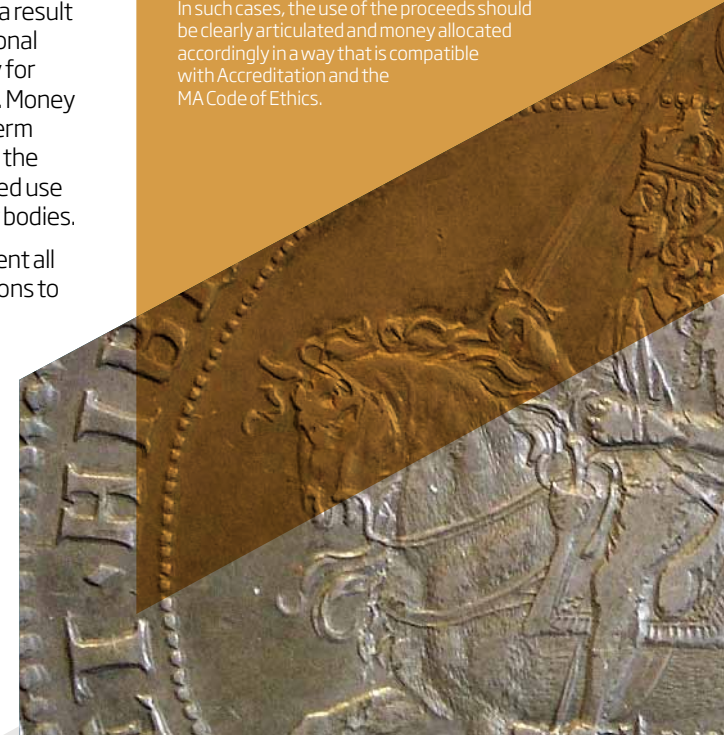 a result
onal
for
Money
erm
the
ed use
bodies.
ent all
ons to
In such cases, the use of the proceeds should
be clearly articulated and money allocated
accordingly in a way that is compatible
with Accreditation and the
MA Code of Ethics.
I · HIB